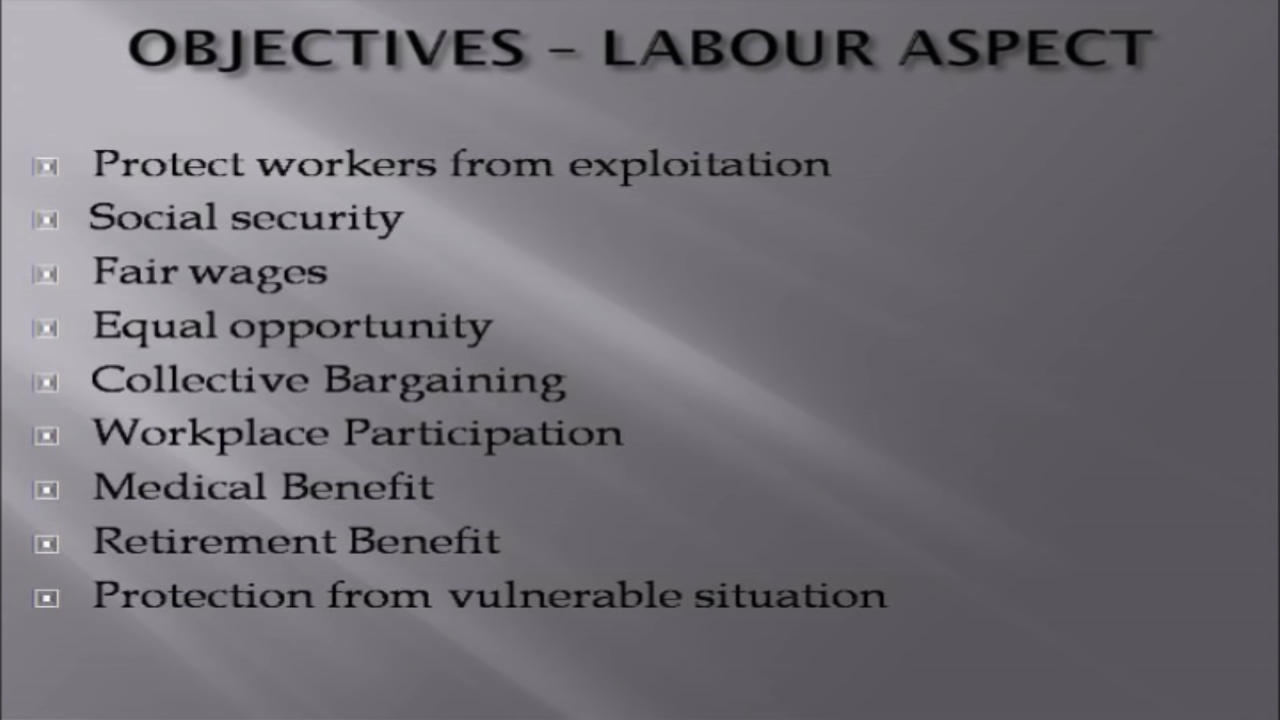 OBJECTIVES – LABOUR ASPECT
Protect workers from exploitation
Social security
Fair wages
Equal opportunity
Collective Bargaining
Workplace Participation
Medical Benefit
Retirement Benefit
Protection from vulnerable situation